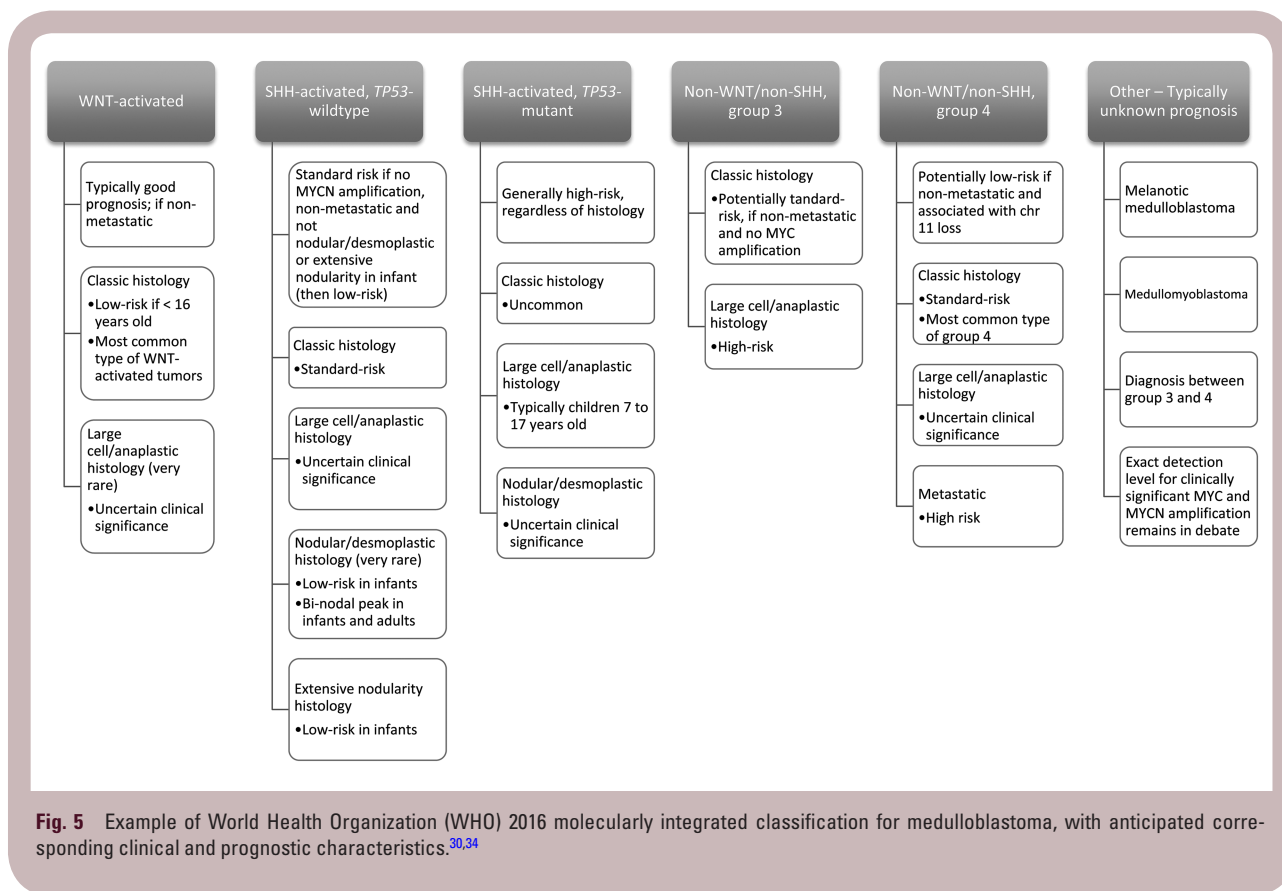 WNT-activated
Typically good
prognosis; if non-
metastatic
Classic histology
•Low-risk if < 16
years old
•Most common
type of WNT-
activated tumors
Large
cell/anaplastic
histology (very
rare)
•Uncertain clinical
significance
SHH-activated, TP53-
wildtype
Standard risk if no
MYCN amplification,
non-metastatic and
not
nodular/desmoplastic
or extensive
nodularity in infant
(then low-risk)
Classic histology
•Standard-risk
Large cell/anaplastic
histology
•Uncertain clinical
significance
Nodular/desmoplastic
histology (very rare)
•Low-risk in infants
•Bi-nodal peak in
infants and adults
Extensive nodularity
histology
•Low-risk in infants
SHH-activated, TP53-
mutant
Generally high-risk,
regardless of histology
Classic histology
•Uncommon
Large cell/anaplastic
histology
•Typically children 7 to
17 years old
Nodular/desmoplastic
histology
•Uncertain clinical
significance
Non-WNT/non-SHH,
group 3
Classic histology
•Potentially tandard-
risk, if non-metastatic
and no MYC
amplification
Large cell/anaplastic
histology
•High-risk
Non-WNT/non-SHH,
group 4
Potentially low-risk if
non-metastatic and
associated with chr
11 loss
Classic histology
•Standard-risk
•Most common type
of group 4
Large cell/anaplastic
histology
•Uncertain clinical
significance
Metastatic
•High risk
Other – Typically
unknown prognosis
Melanotic
medulloblastoma
Medullomyoblastoma
Diagnosis between
group 3 and 4
Exact detection
level for clinically
significant MYC and
MYCN amplification
remains in debate
Fig. 5 Example of World Health Organization (WHO) 2016 molecularly integrated classification for medulloblastoma, with anticipated corre-
sponding clinical and prognostic characteristics.30,34